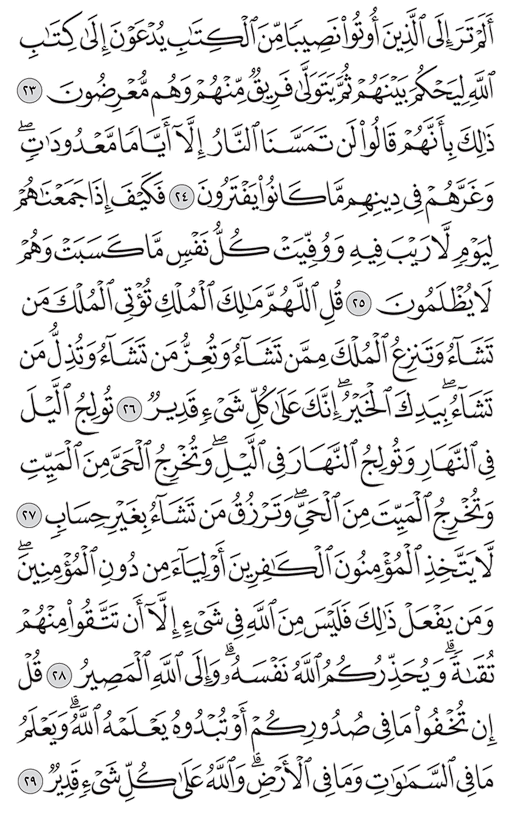 أَلَمْ تَرَ إِلَى ٱلَّذِينَ أُوتُوا۟ نَصِيبًا مِّنَ ٱلْكِتَٰبِ يُدْعَوْنَ إِلَىٰ كِتَٰبِ
ٱللَّهِ لِيَحْكُمَ بَيْنَهُمْ ثُمَّ يَتَوَلَّىٰ فَرِيقٌ مِّنْهُمْ وَهُم مُّعْرِضُونَ ٢٣
ذَٰلِكَ بِأَنَّهُمْ قَالُوا۟ لَن تَمَسَّنَا ٱلنَّارُ إِلَّآ أَيَّامًا مَّعْدُودَٰتٍۖ
وَغَرَّهُمْ فِى دِينِهِم مَّا كَانُوا۟ يَفْتَرُونَ ٢٤ فَكَيْفَ إِذَا جَمَعْنَٰهُمْ
لِيَوْمٍ لَّا رَيْبَ فِيهِ وَوُفِّيَتْ كُلُّ نَفْسٍ مَّا كَسَبَتْ وَهُمْ
لَا يُظْلَمُونَ ٢٥ قُلِ ٱللَّهُمَّ مَٰلِكَ ٱلْمُلْكِ تُؤْتِى ٱلْمُلْكَ مَن
تَشَآءُ وَتَنزِعُ ٱلْمُلْكَ مِمَّن تَشَآءُ وَتُعِزُّ مَن تَشَآءُ وَتُذِلُّ مَن
تَشَآءُۖ بِيَدِكَ ٱلْخَيْرُۖ إِنَّكَ عَلَىٰ كُلِّ شَىْءٍ قَدِيرٌ ٢٦ تُولِجُ ٱلَّيْلَ
فِى ٱلنَّهَارِ وَتُولِجُ ٱلنَّهَارَ فِى ٱلَّيْلِۖ وَتُخْرِجُ ٱلْحَىَّ مِنَ ٱلْمَيِّتِ
وَتُخْرِجُ ٱلْمَيِّتَ مِنَ ٱلْحَىِّۖ وَتَرْزُقُ مَن تَشَآءُ بِغَيْرِ حِسَابٍ ٢٧
لَّا يَتَّخِذِ ٱلْمُؤْمِنُونَ ٱلْكَٰفِرِينَ أَوْلِيَآءَ مِن دُونِ ٱلْمُؤْمِنِينَۖ
وَمَن يَفْعَلْ ذَٰلِكَ فَلَيْسَ مِنَ ٱللَّهِ فِى شَىْءٍ إِلَّآ أَن تَتَّقُوا۟ مِنْهُمْ
تُقَىٰةًۗ وَيُحَذِّرُكُمُ ٱللَّهُ نَفْسَهُۥۗ وَإِلَى ٱللَّهِ ٱلْمَصِيرُ ٢٨ قُلْ
إِن تُخْفُوا۟ مَا فِى صُدُورِكُمْ أَوْ تُبْدُوهُ يَعْلَمْهُ ٱللَّهُۗ وَيَعْلَمُ
مَا فِى ٱلسَّمَٰوَٰتِ وَمَا فِى ٱلْأَرْضِۗ وَٱللَّهُ عَلَىٰ كُلِّ شَىْءٍ قَدِيرٌ ٢٩